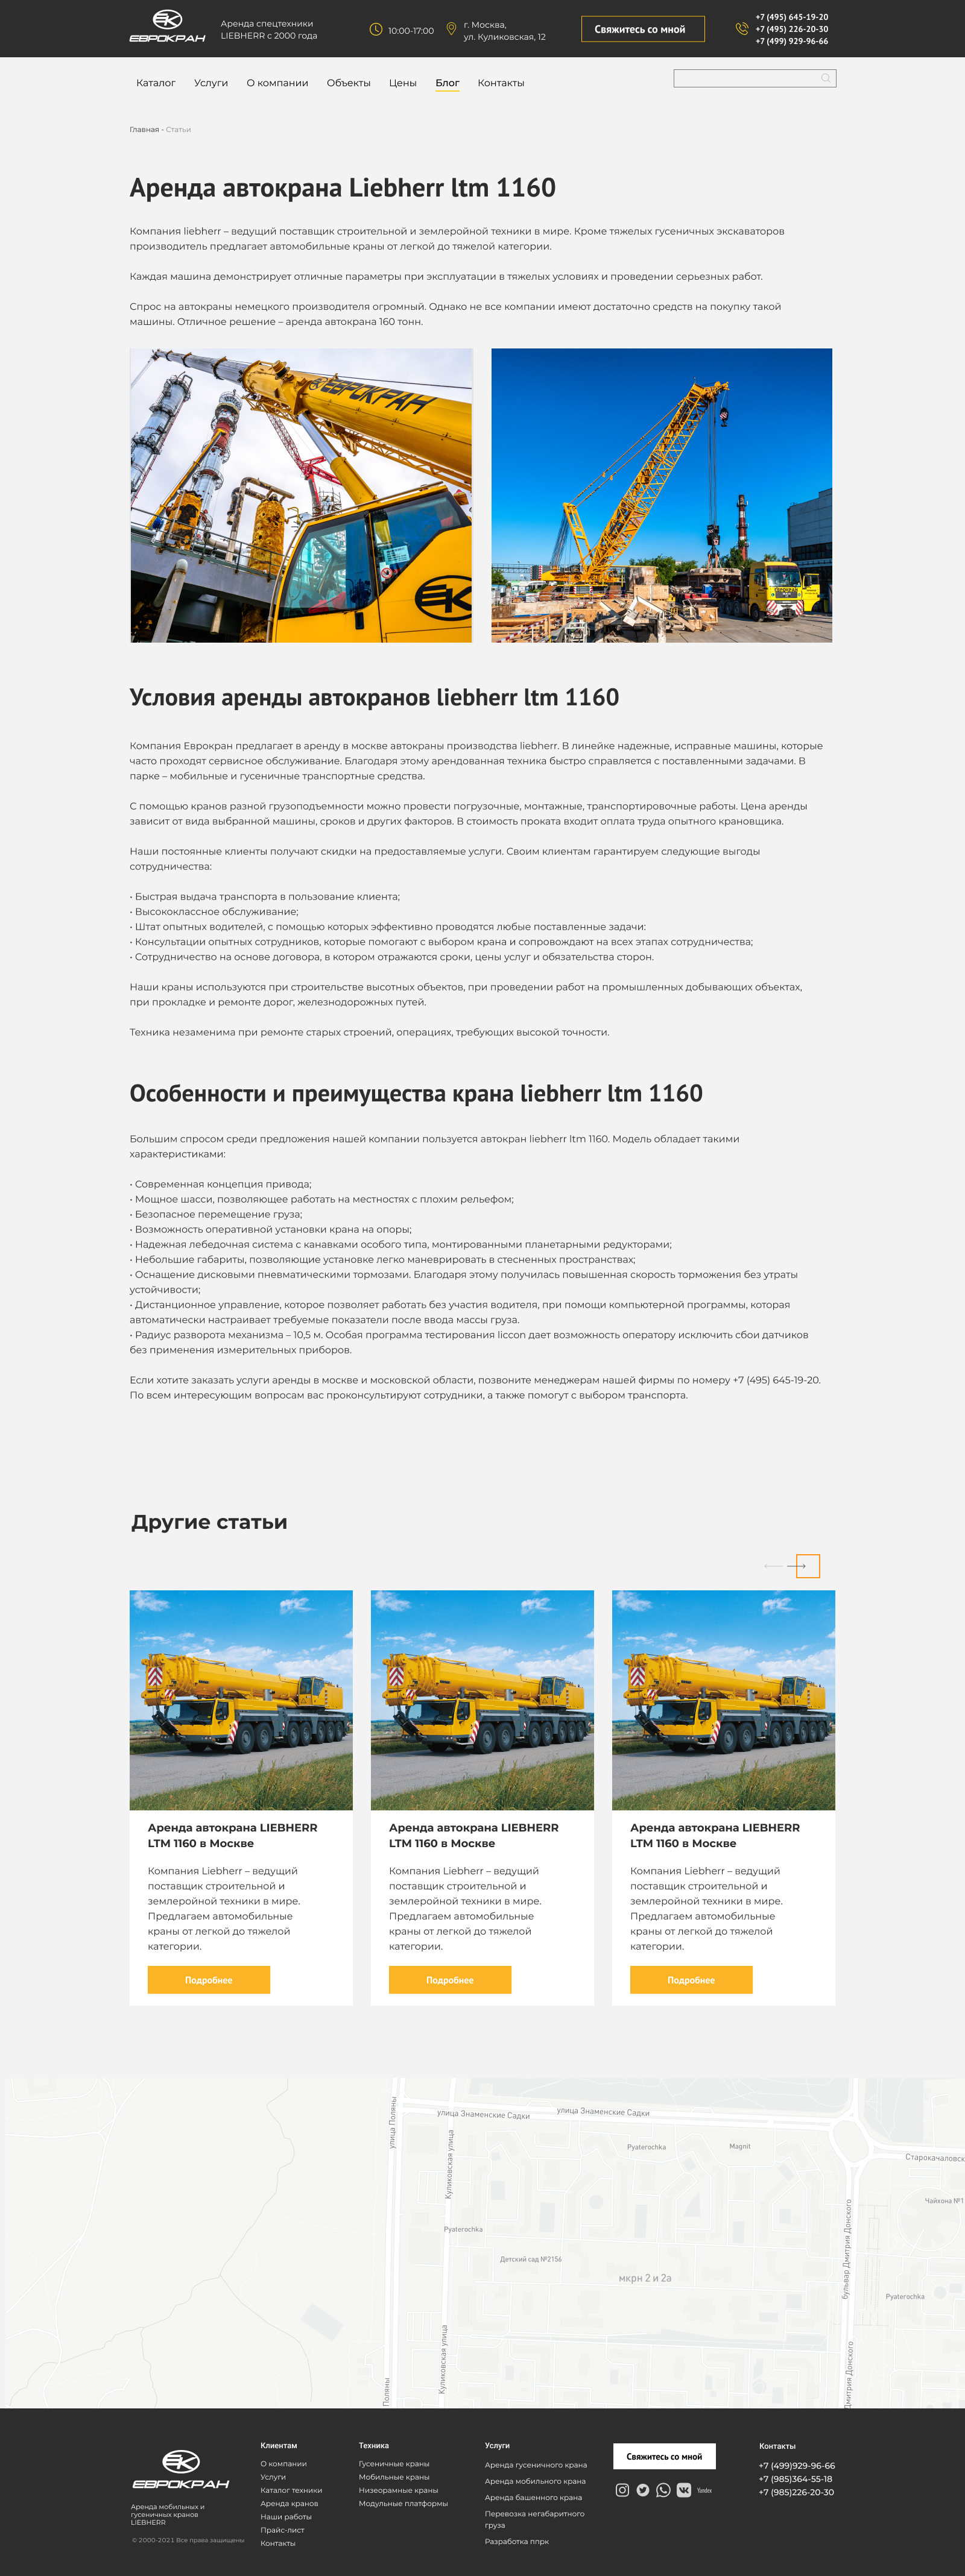 ЕВРОКРАН
Аренда спецтехники
LIEBHERR с 2000 года
10:00-17:00
г. Москва,
ул. Куликовская, 12
Свяжитесь со мной
+7 (495) 645-19-20
+7 (495) 226-20-30
+7 (499) 929-96-66
Каталог Услуги О компании Объекты Цены Блог Контакты
Главная - Статьи
Аренда автокрана Liebherr ltm 1160
Компания liebherr – ведущий поставщик строительной и землеройной техники в мире. Кроме тяжелых гусеничных экскаваторов
производитель предлагает автомобильные краны от легкой до тяжелой категории.
Каждая машина демонстрирует отличные параметры при эксплуатации в тяжелых условиях и проведении серьезных работ.
Спрос на автокраны немецкого производителя огромный. Однако не все компании имеют достаточно средств на покупку такой
машины. Отличное решение – аренда автокрана 160 тонн.
ЕВРОКРАН
Условия аренды автокранов liebherr ltm 1160
Компания Еврокран предлагает в аренду в москве автокраны производства liebherr. В линейке надежные, исправные машины, которые
часто проходят сервисное обслуживание. Благодаря этому арендованная техника быстро справляется с поставленными задачами. В
парке – мобильные и гусеничные транспортные средства.
С помощью кранов разной грузоподъемности можно провести погрузочные, монтажные, транспортировочные работы. Цена аренды
зависит от вида выбранной машины, сроков и других факторов. В стоимость проката входит оплата труда опытного крановщика.
Наши постоянные клиенты получают скидки на предоставляемые услуги. Своим клиентам гарантируем следующие выгоды
сотрудничества:
• Быстрая выдача транспорта в пользование клиента;
• Высококлассное обслуживание;
• Штат опытных водителей, с помощью которых эффективно проводятся любые поставленные задачи:
• Консультации опытных сотрудников, которые помогают с выбором крана и сопровождают на всех этапах сотрудничества;
• Сотрудничество на основе договора, в котором отражаются сроки, цены услуг и обязательства сторон.
Наши краны используются при строительстве высотных объектов, при проведении работ на промышленных добывающих объектах,
при прокладке и ремонте дорог, железнодорожных путей.
Техника незаменима при ремонте старых строений, операциях, требующих высокой точности.
Особенности и преимущества крана liebherr ltm 1160
Большим спросом среди предложения нашей компании пользуется автокран liebherr ltm 1160. Модель обладает такими
характеристиками:
• Современная концепция привода;
• Мощное шасси, позволяющее работать на местностях с плохим рельефом;
• Безопасное перемещение груза;
• Возможность оперативной установки крана на опоры;
• Надежная лебедочная система с канавками особого типа, монтированными планетарными редукторами;
• Небольшие габариты, позволяющие установке легко маневрировать в стесненных пространствах;
• Оснащение дисковыми пневматическими тормозами. Благодаря этому получилась повышенная скорость торможения без утраты
устойчивости;
• Дистанционное управление, которое позволяет работать без участия водителя, при помощи компьютерной программы, которая
автоматически настраивает требуемые показатели после ввода массы груза.
• Радиус разворота механизма – 10,5 м. Особая программа тестирования liccon дает возможность оператору исключить сбои датчиков
без применения измерительных приборов.
Если хотите заказать услуги аренды в москве и московской области, позвоните менеджерам нашей фирмы по номеру +7 (495) 645-19-20.
По всем интересующим вопросам вас проконсультируют сотрудники, а также помогут с выбором транспорта.
Другие статьи
Аренда автокрана LIEBHERR
LTM 1160 в Москве
Компания Liebherr – ведущий
поставщик строительной и
землеройной техники в мире.
Предлагаем автомобильные
краны от легкой до тяжелой
категории.
Подробнее
Аренда автокрана LIEBHERR
LTM 1160 в Москве
Компания Liebherr – ведущий
поставщик строительной и
землеройной техники в мире.
Предлагаем автомобильные
краны от легкой до тяжелой
категории.
Подробнее
Аренда автокрана LIEBHERR
LTM 1160 в Москве
Компания Liebherr – ведущий
поставщик строительной и
землеройной техники в мире.
Предлагаем автомобильные
краны от легкой до тяжелой
категории.
Подробнее
улица Поляны
улица Знаменские Садки
улица Знаменские Садки
Куликовская улица
Pyaterochka
Magnit
Старокачаловск
Чайхона №1
Pyaterochka
Детский сад №2156
мкрн 2 и 2а
бульвар Дмитрия Донского
Pyaterochka
Куликовская улица
Поляны
Дмитрия Донского
ЕВРОКРАН
Аренда мобильных и
гусеничных кранов
LIEBHERR
© 2000-2021 Все права защищены
Клиентам
О компании
Услуги
Каталог техники
Аренда кранов
Наши работы
Прайс-лист
Контакты
Техника
Гусеничные краны
Мобильные краны
Низеорамные краны
Модульные платформы
Услуги
Аренда гусеничного крана
Аренда мобильного крана
Аренда башенного крана
Перевозка негабаритного
груза
Разработка ппрк
Свяжитесь со мной
Yandex
Контакты
+7 (499)929-96-66
+7 (985)364-55-18
+7 (985)226-20-30